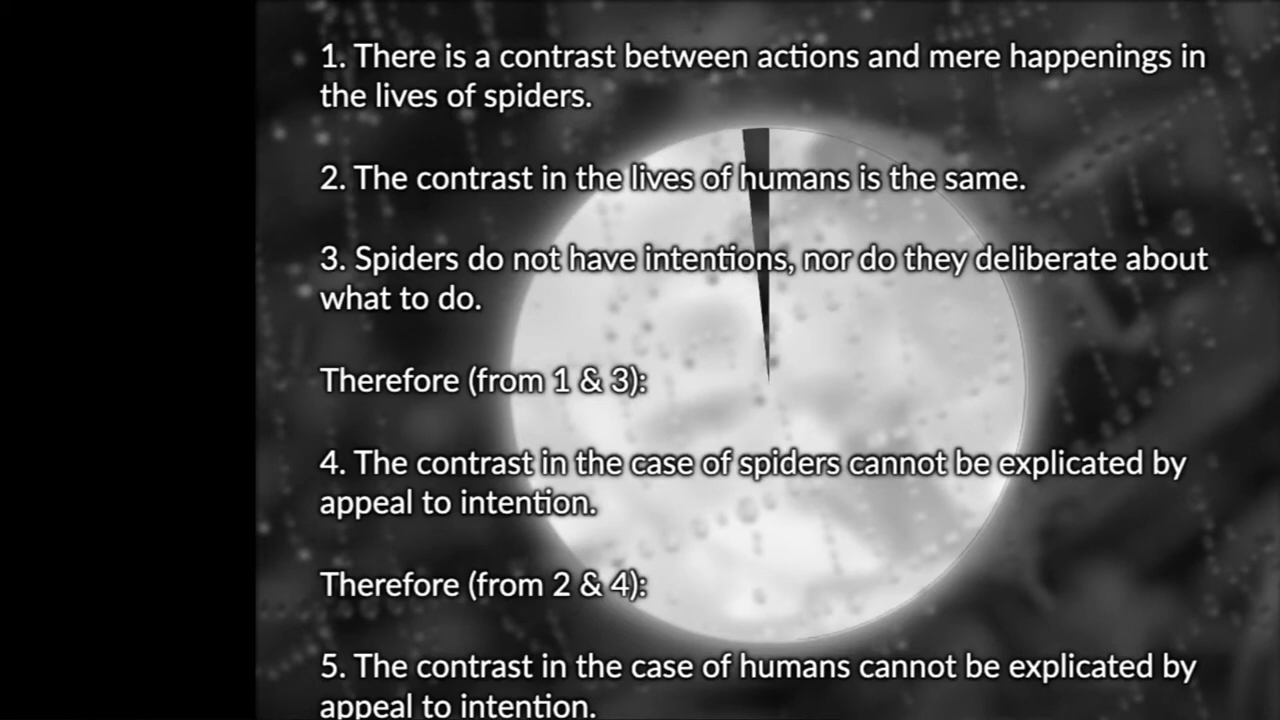 1. There is a contrast between actions and mere happenings in
the lives of spiders.
2. The contrast in the lives of humans is the same.
3. Spiders do not have intentions, nor do they deliberate about
what to do.
Therefore (from 1 & 3):
4. The contrast in the case of spiders cannot be explicated by
appeal to intention.
Therefore (from 2 & 4):
5. The contrast in the case of humans cannot be explicated by
appeal to intention.